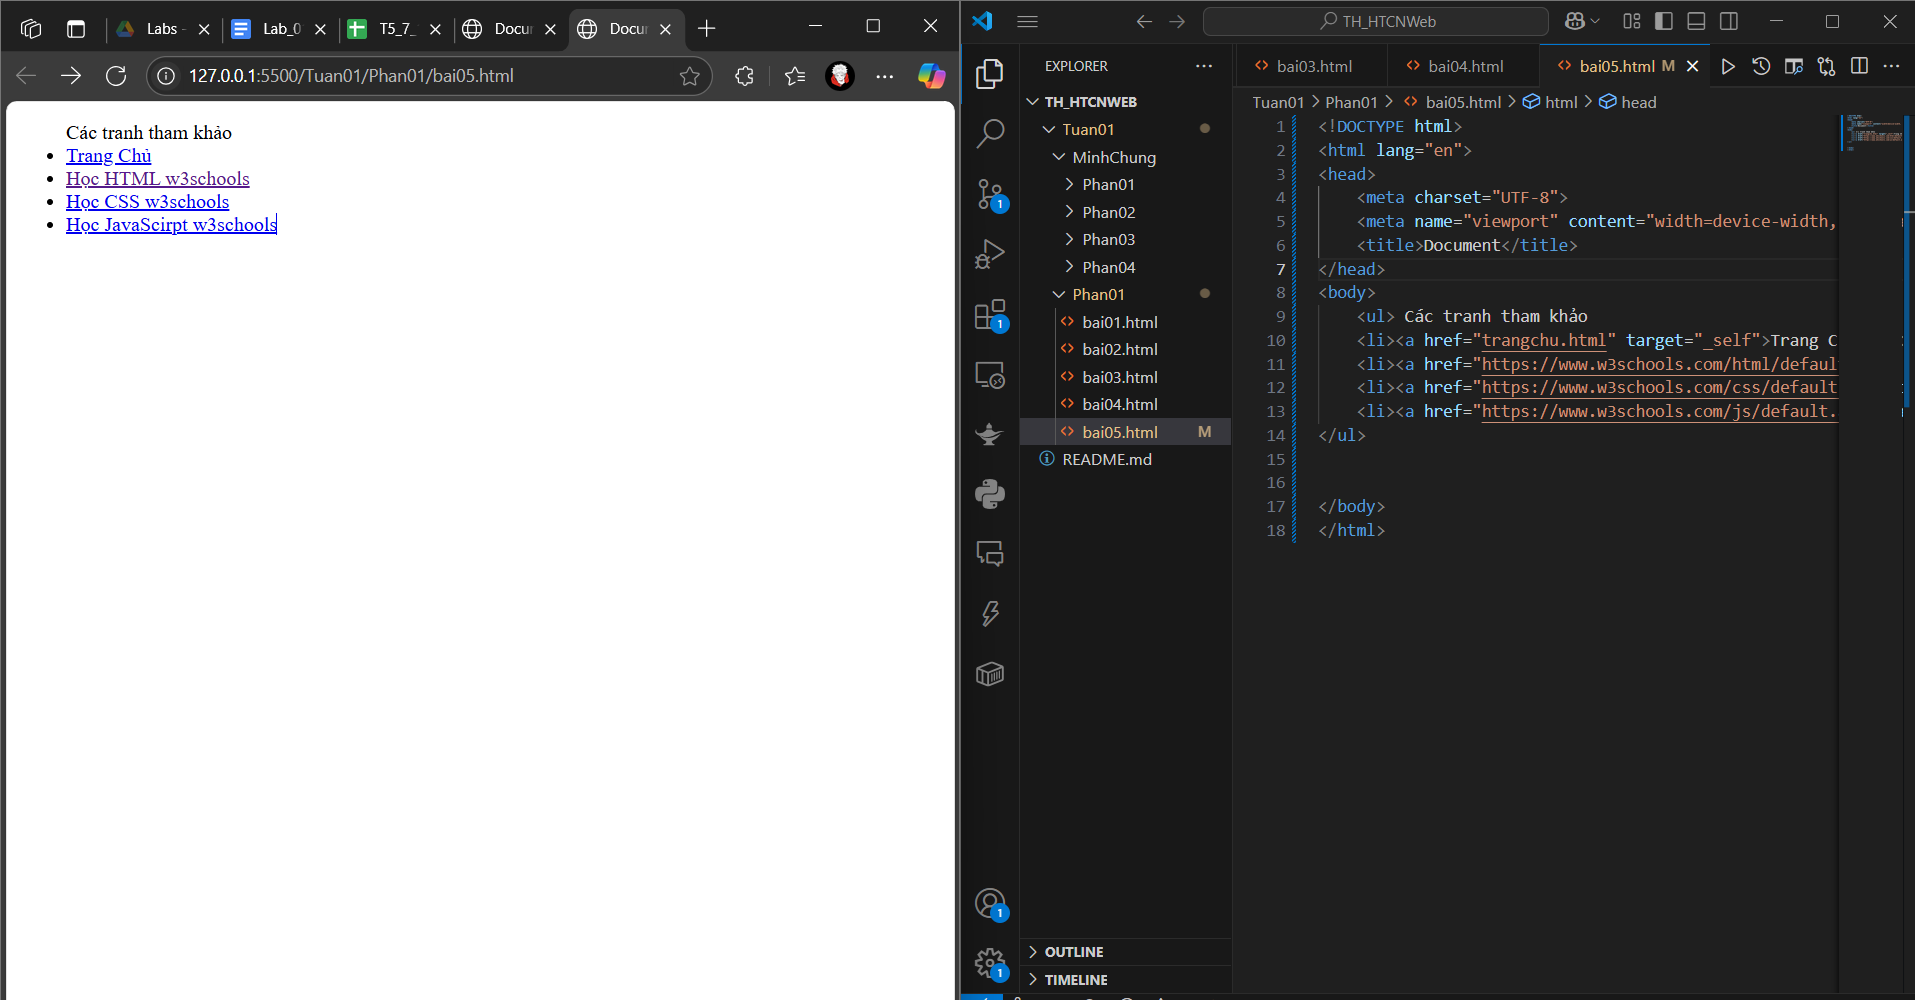 Labs -
Lab_0
T5_7_
Docur
Docur
127.0.0.1:5500/Tuan01/Phan01/bai05.html
Các tranh tham khảo
Trang Chủ
Học HTML w3schools
Học CSS w3schools
Học JavaScirpt w3schools
TH_HTCNWeb
EXPLORER
TH_HTCNWEB
Tuan01
MinhChung
Phan01
Phan02
Phan03
Phan04
Phan01
bai01.html
bai02.html
bai03.html
bai04.html
bai05.html M
README.md
OUTLINE
TIMELINE
1
1
1
1
bai03.html
bai04.html
bai05.html M
Tuan01 > Phan01 > bai05.html > html > head
1 <!DOCTYPE html>
2 <html lang="en">
3 <head>
4 <meta charset="UTF-8">
5 <meta name="viewport" content="width=device-width,
6 <title>Document</title>
7 </head>
8 <body>
9 <ul> Các tranh tham khảo
10 <li><a href="trangchu.html" target="_self">Trang C
11 <li><a href="https://www.w3schools.com/html/defaul
12 <li><a href="https://www.w3schools.com/css/default
13 <li><a href="https://www.w3schools.com/js/default.
14 </ul>
15
16
17 </body>
18 </html>